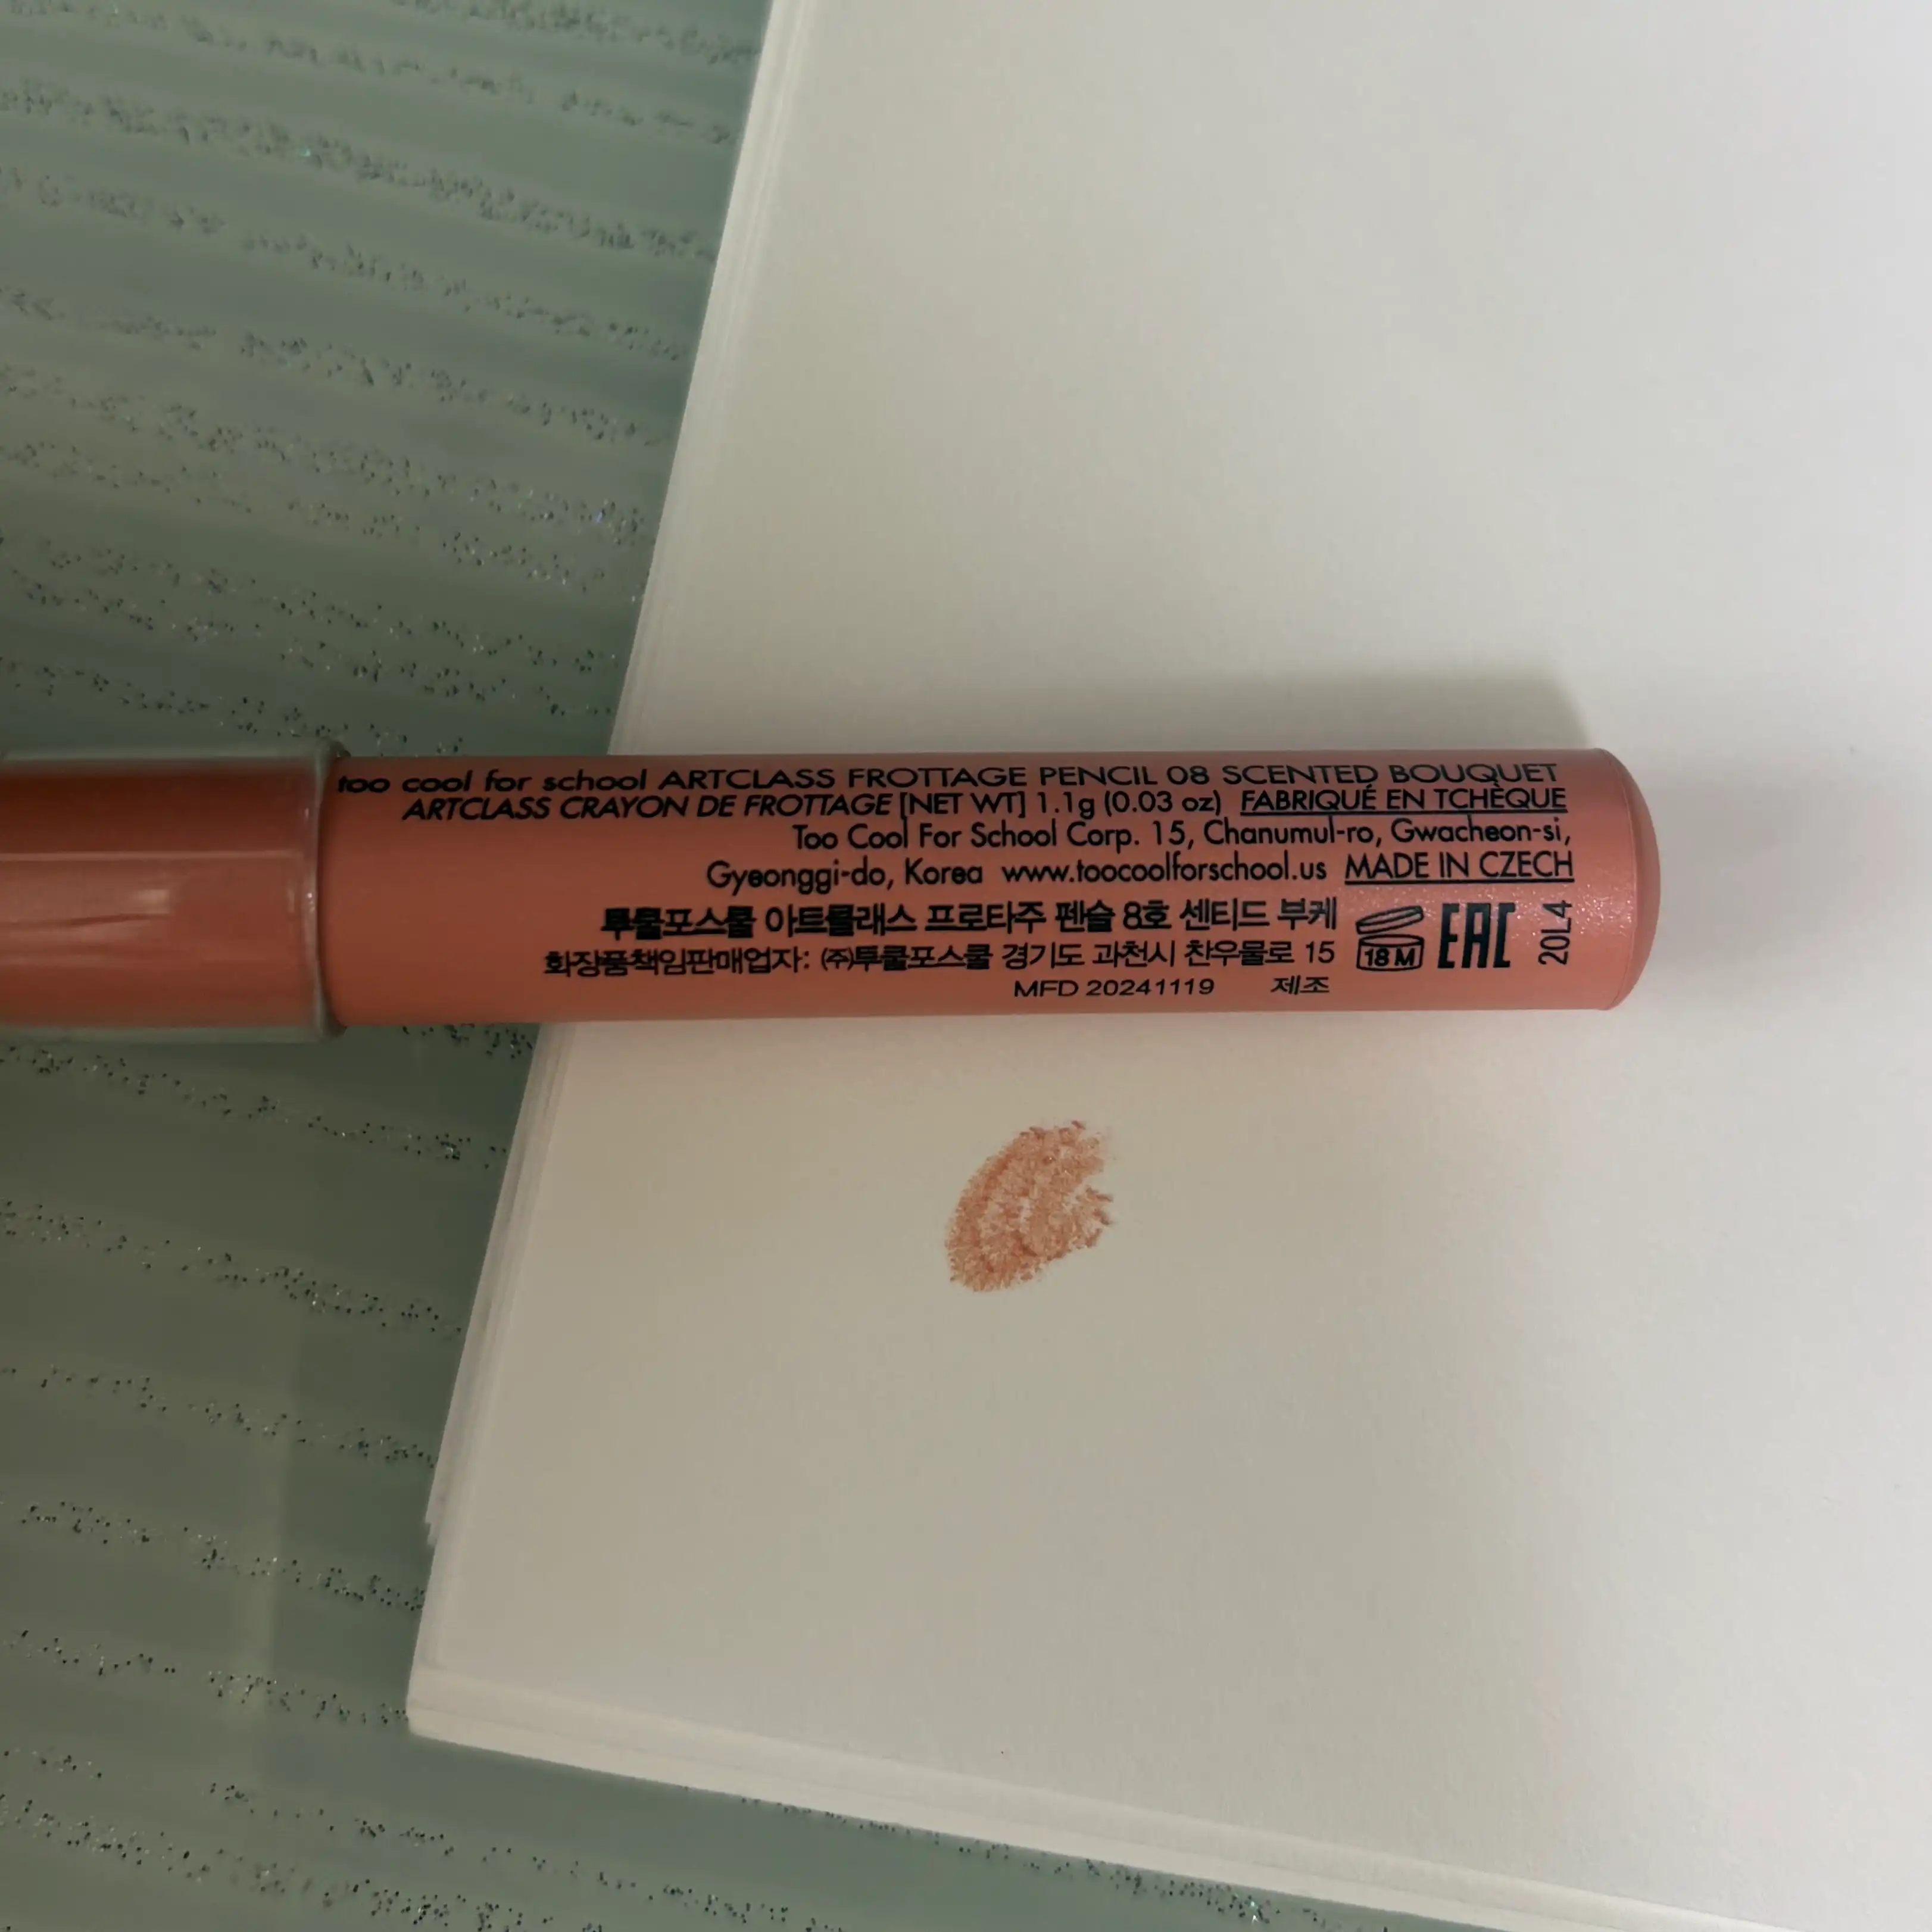 too cool for school ARTCLASS FROTTAGE PENCIL 08 SCENTED BOUQUET
ARTCLASS CRAYON DE FROTTAGE [NET WT] 1.1g (0.03 oz) FABRIQUÉ EN TCHÈQUE
Too Cool For School Corp. 15, Chanumul-ro, Gwacheon-si,
Gyeonggi-do, Korea www.toocoolforschool.us MADE IN CZECH
투쿨포스쿨 아트클래스 프로타주 펜슬 8호 센티드 부케
화장품책임판매업자: ㈜투쿨포스쿨 경기도 과천시 찬우물로 15
MFD 20241119 제조
18 M
EAC
20L4